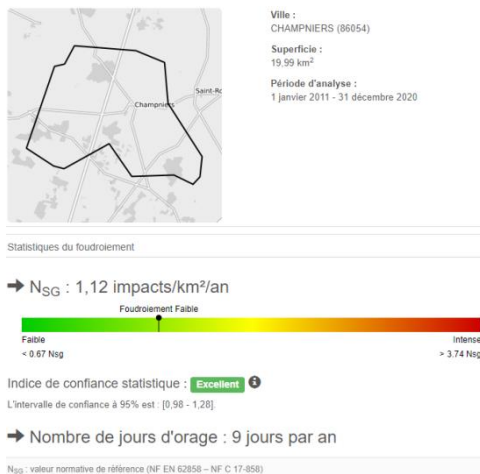 Ville :
CHAMPNIERS (86054)
Superficie :
19,99 km²
Période d'analyse :
1 janvier 2011 - 31 décembre 2020
Champniers
Saint-Ro
Statistiques du foudroiement
➔ NSG : 1,12 impacts/km²/an
Foudroiement Faible
Faible
Intense
< 0.67 Nsg
> 3.74 Nsg
Indice de confiance statistique : Excellent
L'intervalle de confiance à 95% est : [0,98 - 1,28].
➔ Nombre de jours d'orage : 9 jours par an
NSG : valeur normative de référence (NF EN 62858 – NF C 17-858)